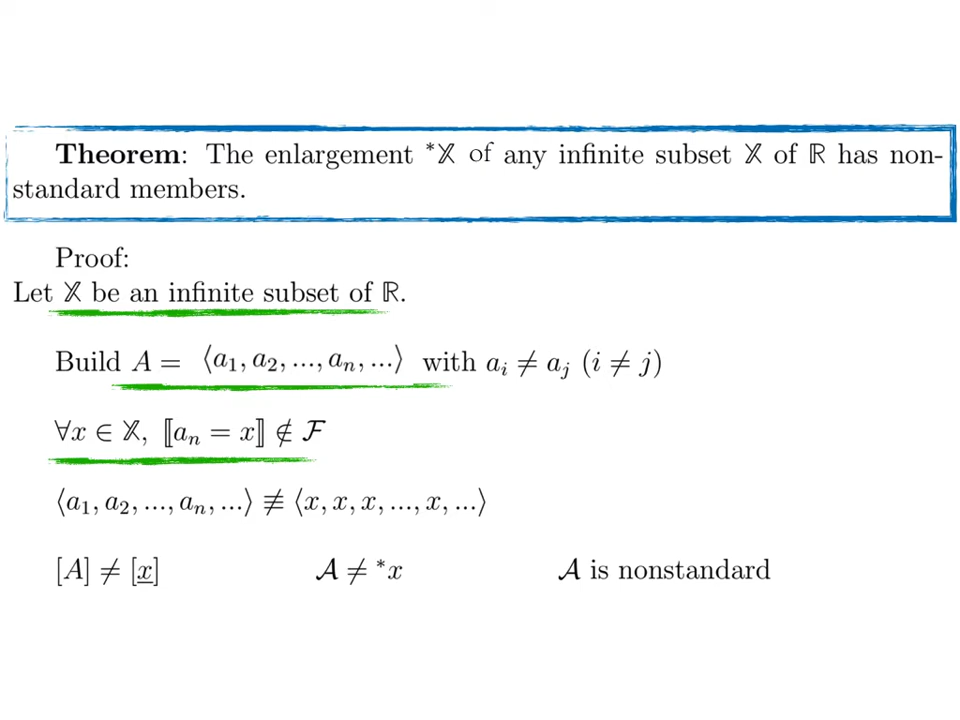 Theorem: The enlargement *𝕏 of any infinite subset 𝕏 of ℝ has non-
standard members.
Proof:
Let 𝕏 be an infinite subset of ℝ.
Build A = ⟨a₁, a₂, ..., aₙ, ...⟩ with aᵢ ≠ aⱼ (i ≠ j)
∀x ∈ 𝕏, ⟦aₙ = x⟧ ∉ ℱ
⟨a₁, a₂, ..., aₙ, ...⟩ ≢ ⟨x, x, x, ..., x, ...⟩
[A] ≠ [x̲] 𝒜 ≠ *x 𝒜 is nonstandard